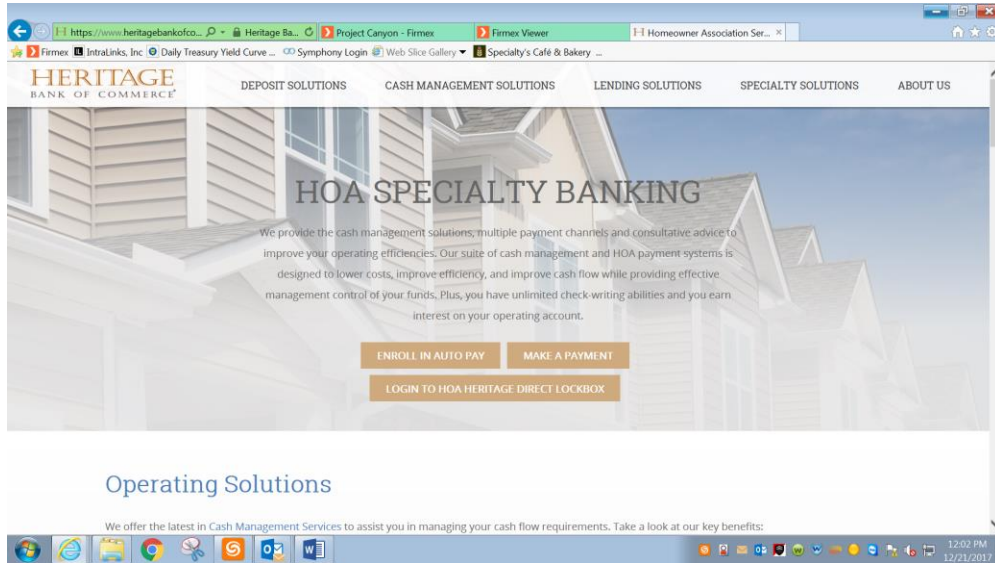 https://www.heritagebankofco...
Heritage Ba...
Project Canyon - Firmex
Firmex Viewer
Homeowner Association Ser...
Firmex
IntraLinks, Inc
Daily Treasury Yield Curve ...
Symphony Login
Web Slice Gallery
Specialty's Café & Bakery ...
HERITAGE
BANK OF COMMERCE
DEPOSIT SOLUTIONS
CASH MANAGEMENT SOLUTIONS
LENDING SOLUTIONS
SPECIALTY SOLUTIONS
ABOUT US
HOA SPECIALTY BANKING
We provide the cash management solutions, multiple payment channels and consultative advice to
improve your operating efficiencies. Our suite of cash management and HOA payment systems is
designed to lower costs, improve efficiency, and improve cash flow while providing effective
management control of your funds. Plus, you have unlimited check-writing abilities and you earn
interest on your operating account.
ENROLL IN AUTO PAY
MAKE A PAYMENT
LOGIN TO HOA HERITAGE DIRECT LOCKBOX
Operating Solutions
We offer the latest in Cash Management Services to assist you in managing your cash flow requirements. Take a look at our key benefits:
12:02 PM
12/21/2017